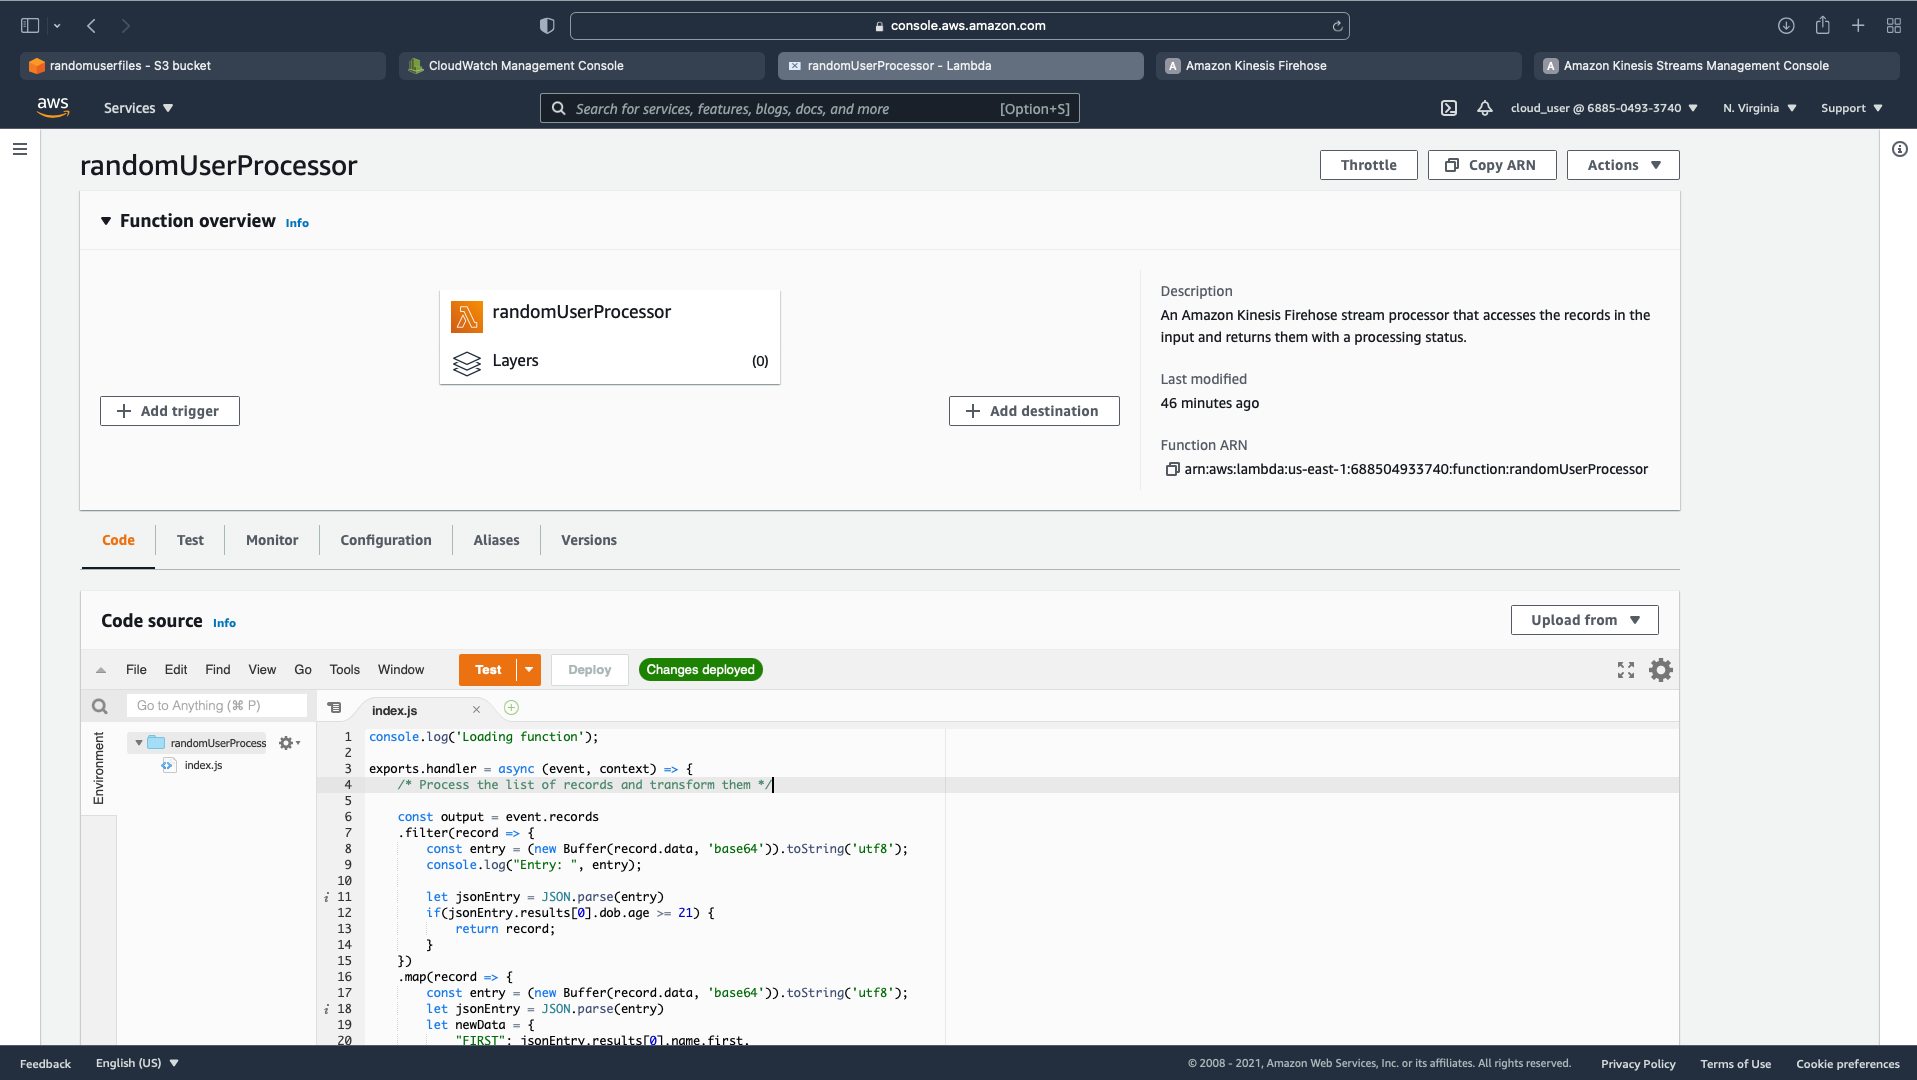 console.aws.amazon.com
randomuserfiles - S3 bucket
CloudWatch Management Console
randomUserProcessor - Lambda
A Amazon Kinesis Firehose
A Amazon Kinesis Streams Management Console
aws
Services
Search for services, features, blogs, docs, and more [Option+S]
cloud_user @ 6885-0493-3740
N. Virginia
Support
randomUserProcessor
Throttle
Copy ARN
Actions
Function overview Info
randomUserProcessor
Layers (0)
Add trigger
Add destination
Description
An Amazon Kinesis Firehose stream processor that accesses the records in the
input and returns them with a processing status.
Last modified
46 minutes ago
Function ARN
arn:aws:lambda:us-east-1:688504933740:function:randomUserProcessor
Code
Test
Monitor
Configuration
Aliases
Versions
Code source Info
Upload from
File Edit Find View Go Tools Window
Test
Deploy
Changes deployed
Go to Anything (⌘ P)
index.js
Environment
randomUserProcess
index.js
1 console.log('Loading function');
2
3 exports.handler = async (event, context) => {
4 /* Process the list of records and transform them */
5
6 const output = event.records
7 .filter(record => {
8 const entry = (new Buffer(record.data, 'base64')).toString('utf8');
9 console.log("Entry: ", entry);
10
i 11 let jsonEntry = JSON.parse(entry)
12 if(jsonEntry.results[0].dob.age >= 21) {
13 return record;
14 }
15 })
16 .map(record => {
17 const entry = (new Buffer(record.data, 'base64')).toString('utf8');
i 18 let jsonEntry = JSON.parse(entry)
19 let newData = {
20 "FIRST": jsonEntry.results[0].name.first,
Feedback
English (US)
© 2008 - 2021, Amazon Web Services, Inc. or its affiliates. All rights reserved.
Privacy Policy
Terms of Use
Cookie preferences